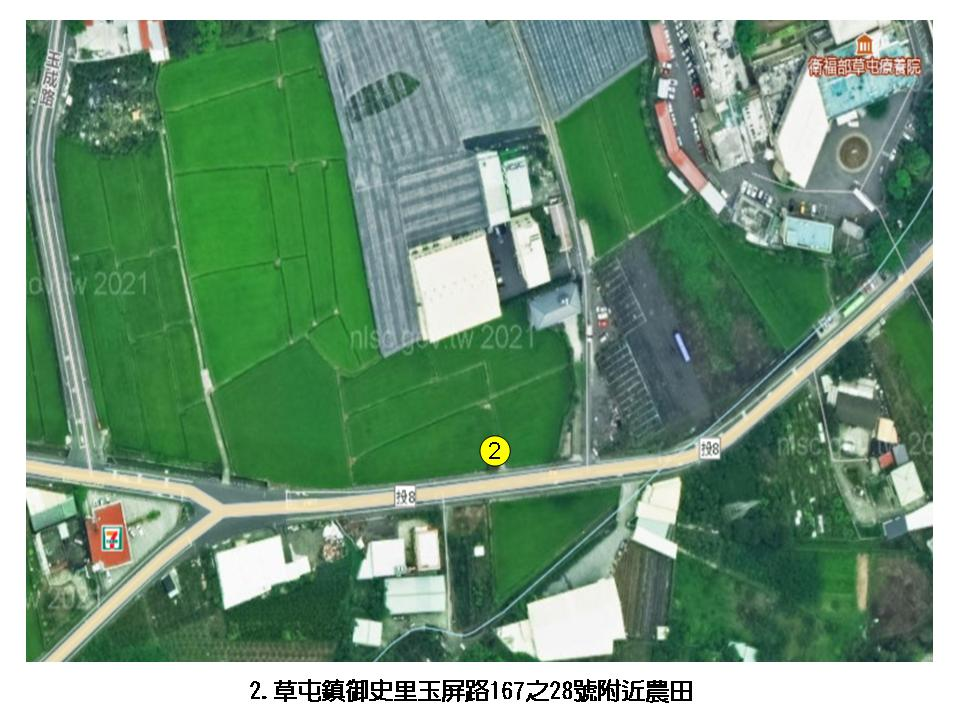 玉成路
衛福部草屯療養院
gov.tw 2021
nlsc.gov.tw 2021
2
投8
nlsc.g
投8
7
2.草屯鎮御史里玉屏路167之28號附近農田